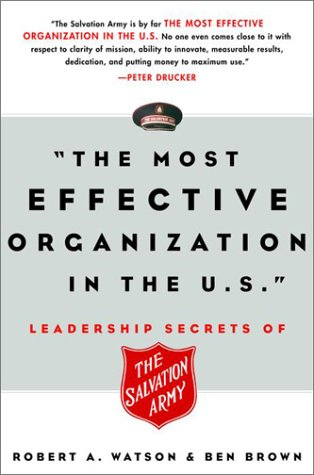 "The Salvation Army is by far THE MOST EFFECTIVE
ORGANIZATION IN THE U.S. No one even comes close to it with
respect to clarity of mission, ability to innovate, measurable results,
dedication, and putting money to maximum use."
—PETER DRUCKER
"THE MOST
EFFECTIVE
ORGANIZATION
IN THE U.S."
LEADERSHIP SECRETS OF
THE
SALVATION
ARMY
ROBERT A. WATSON & BEN BROWN